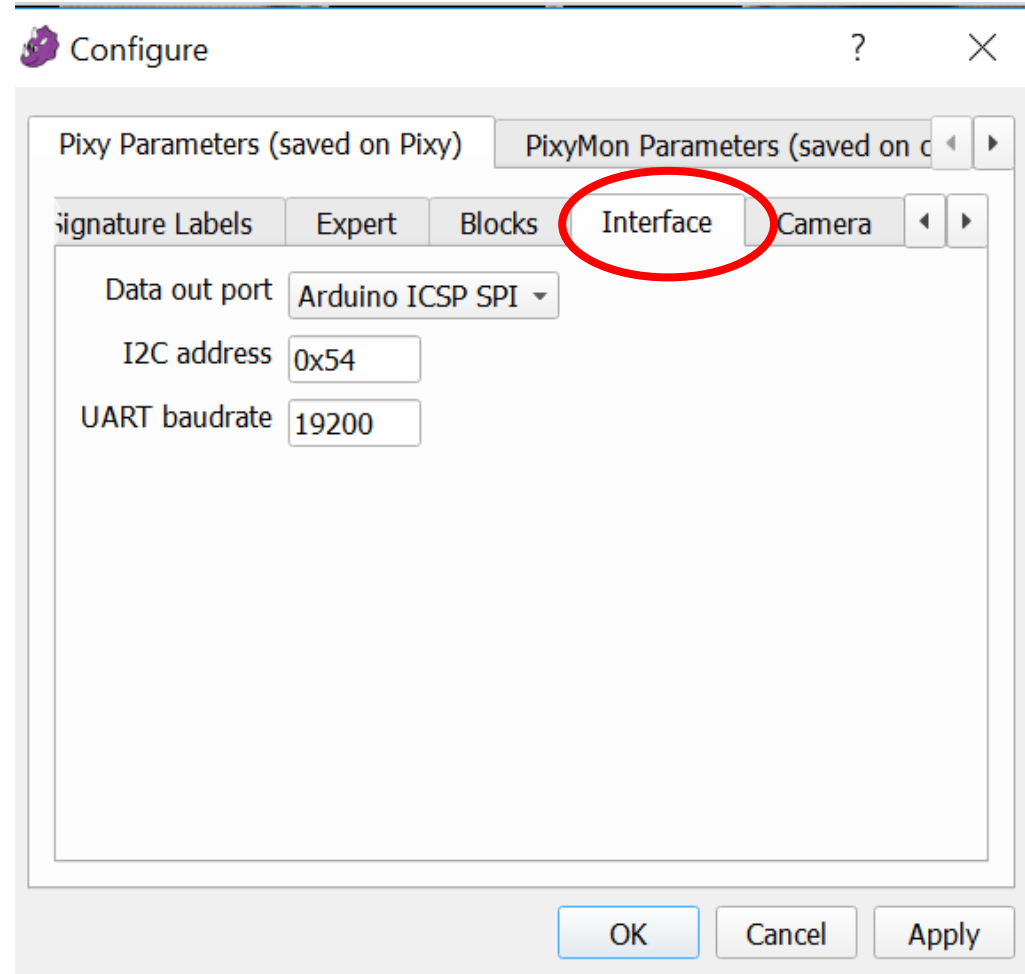 Configure ?
Pixy Parameters (saved on Pixy) PixyMon Parameters (saved on c
ignature Labels Expert Blocks Interface Camera
Data out port Arduino ICSP SPI
I2C address 0x54
UART baudrate 19200
OK Cancel Apply